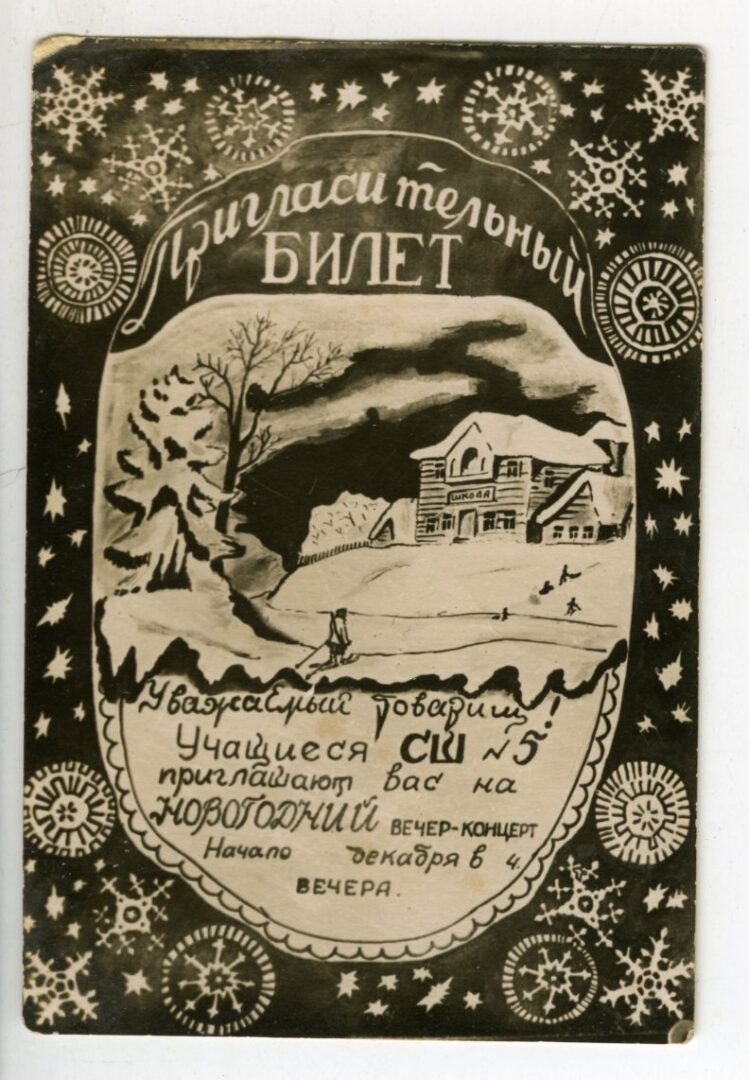 Пригласительный
БИЛЕТ
ШКОЛА
Уважаемый товарищ!
Учащиеся СШ №5
приглашают вас на
НОВОГОДНИЙ ВЕЧЕР-КОНЦЕРТ
Начало декабря в 4
ВЕЧЕРА.